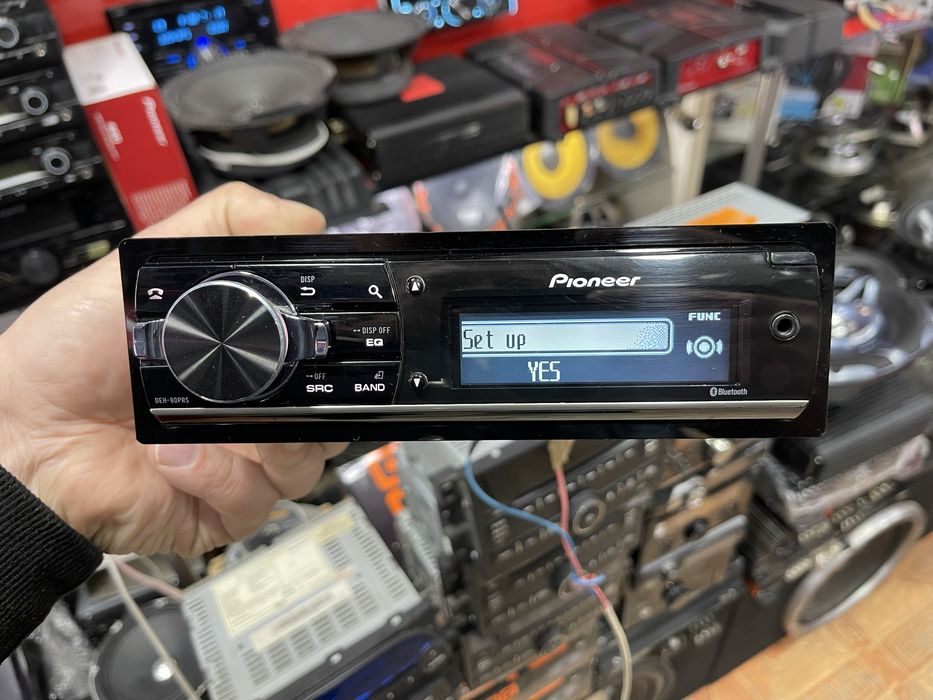 Pioneer
DISP
Pioneer
DISP OFF
EQ
FUNC
Set up
YES
OFF
SRC
BAND
DEH-80PRS
Bluetooth